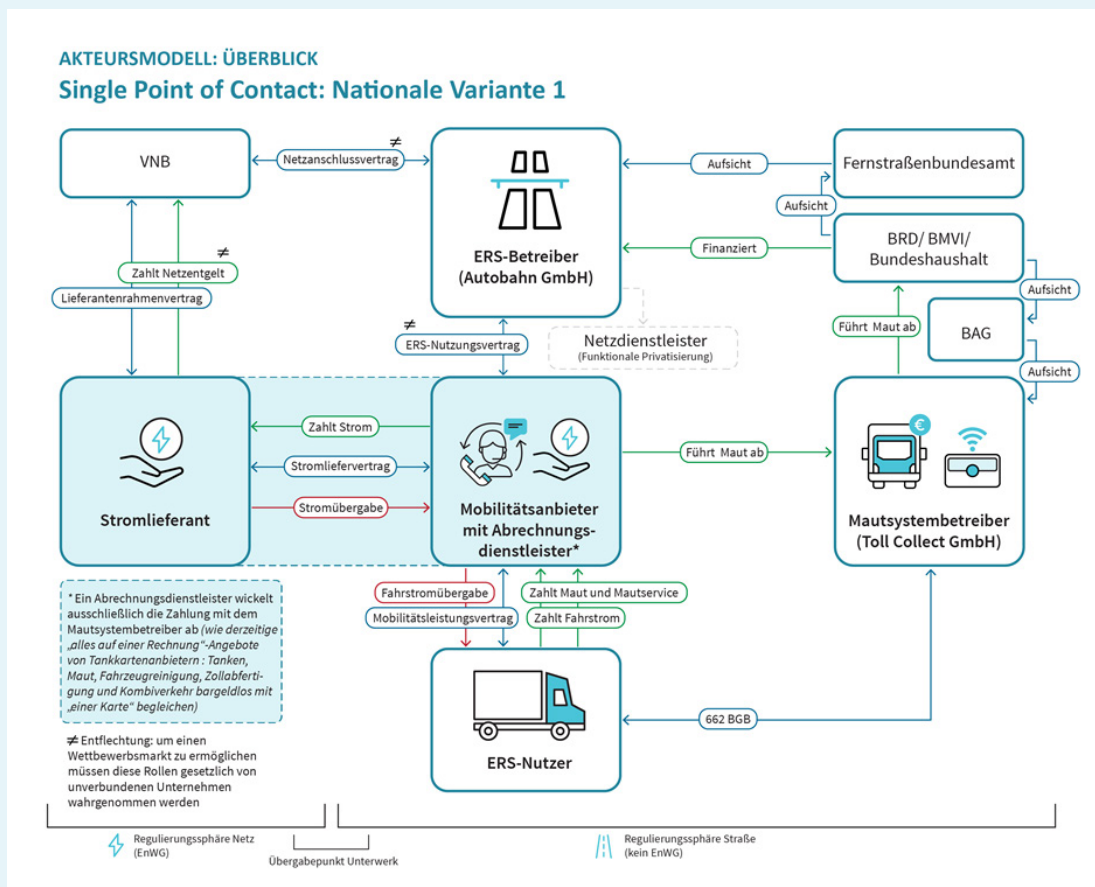 AKTEURSMODELL: ÜBERBLICK
Single Point of Contact: Nationale Variante 1
VNB
≠
Netzanschlussvertrag
ERS-Betreiber
(Autobahn GmbH)
Aufsicht
Fernstraßenbundesamt
Aufsicht
Finanziert
BRD/ BMVI/
Bundeshaushalt
≠
Zahlt Netzentgelt
Lieferantenrahmenvertrag
Aufsicht
≠
ERS-Nutzungsvertrag
Netzdienstleister
(Funktionale Privatisierung)
Führt Maut ab
BAG
Aufsicht
Stromlieferant
Zahlt Strom
Stromliefervertrag
Stromübergabe
Mobilitätsanbieter
mit Abrechnungs-
dienstleister*
Führt Maut ab
€
Mautsystembetreiber
(Toll Collect GmbH)
Fahrstromübergabe
Mobilitätsleistungsvertrag
Zahlt Maut und Mautservice
Zahlt Fahrstrom
* Ein Abrechnungsdienstleister wickelt
ausschließlich die Zahlung mit dem
Mautsystembetreiber ab (wie derzeitige
„alles auf einer Rechnung“-Angebote
von Tankkartenanbietern : Tanken,
Maut, Fahrzeugreinigung, Zollabferti-
gung und Kombiverkehr bargeldlos mit
„einer Karte“ begleichen)
ERS-Nutzer
662 BGB
≠ Entflechtung: um einen
Wettbewerbsmarkt zu ermöglichen
müssen diese Rollen gesetzlich von
unverbundenen Unternehmen
wahrgenommen werden
Regulierungssphäre Netz
(EnWG)
Übergabepunkt Unterwerk
Regulierungssphäre Straße
(kein EnWG)